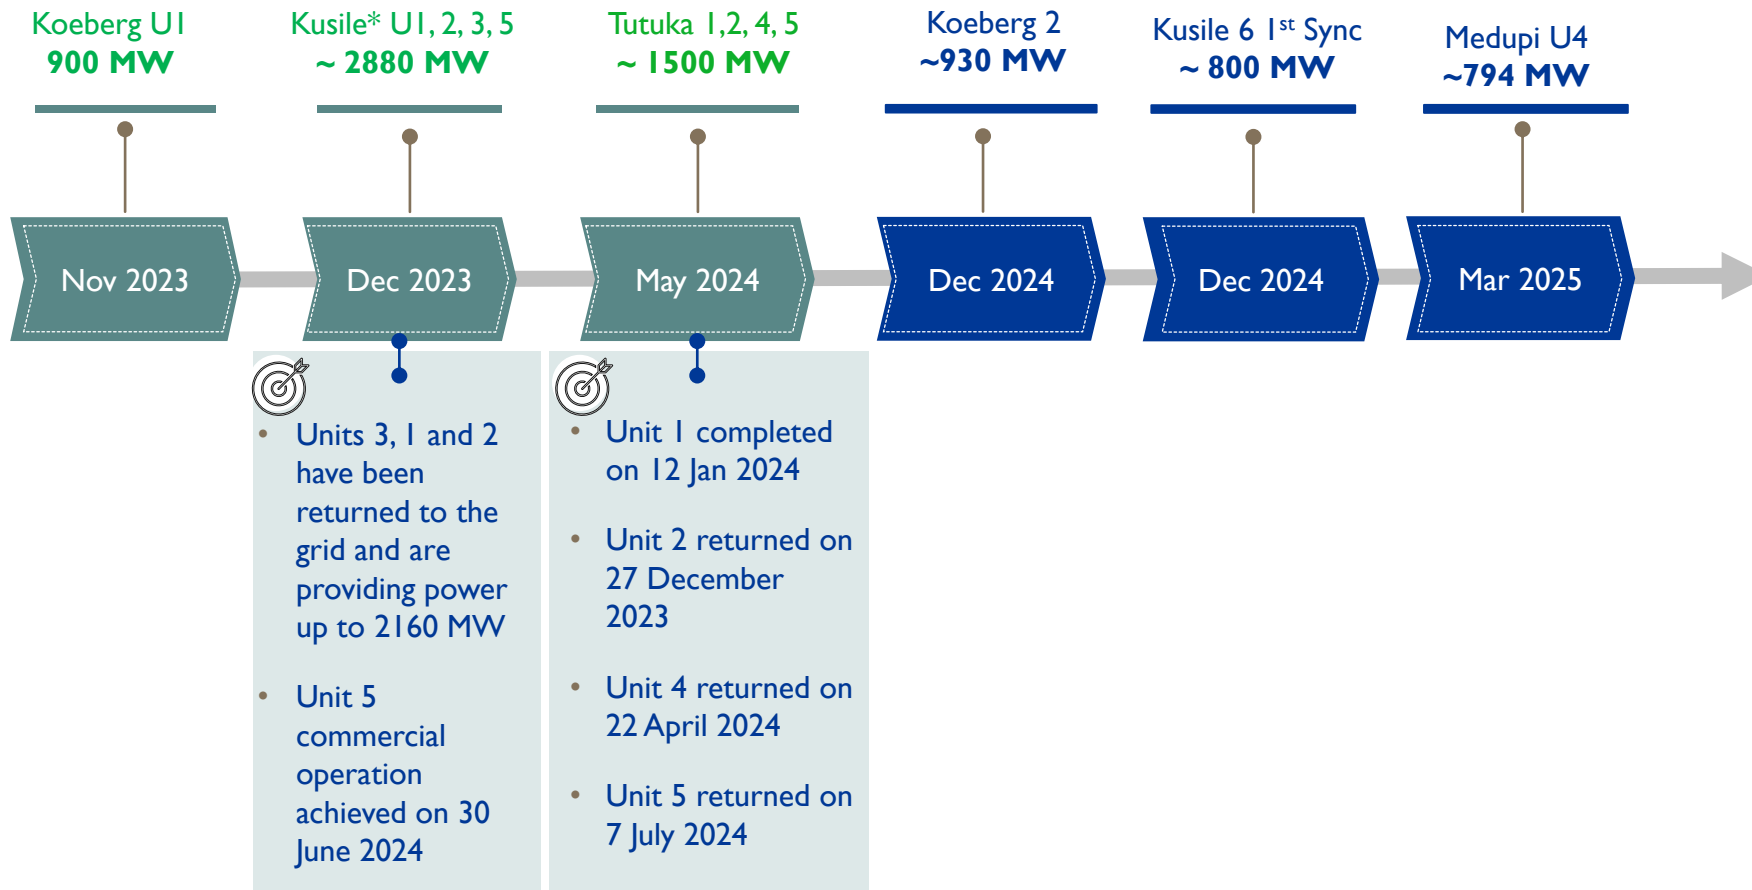 Koeberg U1
900 MW
Kusile* U1, 2, 3, 5
~ 2880 MW
Tutuka 1,2, 4, 5
~ 1500 MW
Koeberg 2
~930 MW
Kusile 6 1st Sync
~ 800 MW
Medupi U4
~794 MW
Nov 2023
Dec 2023
May 2024
Dec 2024
Dec 2024
Mar 2025
• Units 3, 1 and 2
have been
returned to the
grid and are
providing power
up to 2160 MW
• Unit 5
commercial
operation
achieved on 30
June 2024
• Unit 1 completed
on 12 Jan 2024
• Unit 2 returned on
27 December
2023
• Unit 4 returned on
22 April 2024
• Unit 5 returned on
7 July 2024